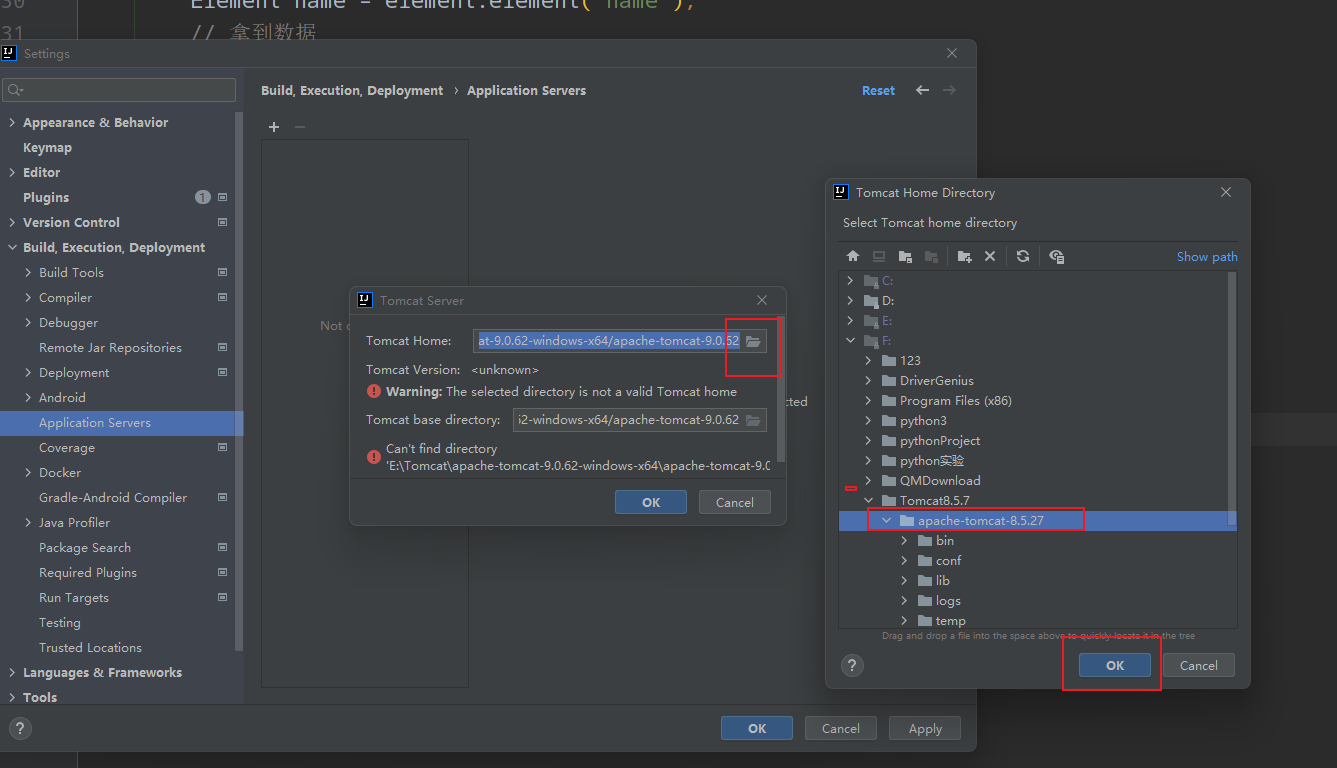 30
Element name = element.element("name");
31
// 拿到数据
Settings
Build, Execution, Deployment › Application Servers
Reset
Appearance & Behavior
Keymap
Editor
Plugins
1
Version Control
Build, Execution, Deployment
Build Tools
Compiler
Debugger
Remote Jar Repositories
Deployment
Android
Application Servers
Coverage
Docker
Gradle-Android Compiler
Java Profiler
Package Search
Required Plugins
Run Targets
Testing
Trusted Locations
Languages & Frameworks
Tools
?
Not c
cted
Tomcat Server
Tomcat Home:
at-9.0.62-windows-x64/apache-tomcat-9.0.62
Tomcat Version: <unknown>
Warning: The selected directory is not a valid Tomcat home
Tomcat base directory:
52-windows-x64/apache-tomcat-9.0.62
Can't find directory
'E:\Tomcat\apache-tomcat-9.0.62-windows-x64\apache-tomcat-9.0
OK
Cancel
Tomcat Home Directory
Select Tomcat home directory
Show path
C:
D:
E:
F:
123
DriverGenius
Program Files (x86)
python3
pythonProject
python实验
QMDownload
Tomcat8.5.7
apache-tomcat-8.5.27
bin
conf
lib
logs
temp
Drag and drop a file into the space above to quickly locate it in the tree
?
OK
Cancel
OK
Cancel
Apply